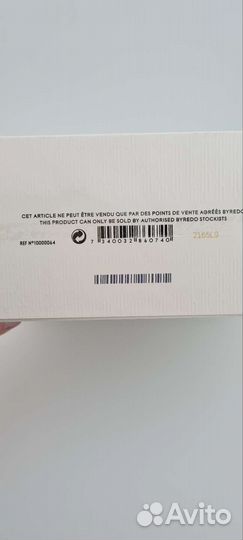 CET ARTICLE NE PEUT ÊTRE VENDU QUE PAR DES POINTS DE VENTE AGRÉÉS BYREDO
THIS PRODUCT CAN ONLY BE SOLD BY AUTHORISED BYREDO STOCKISTS
2165LG
REF N°10000064
7 340032 860740
Avito